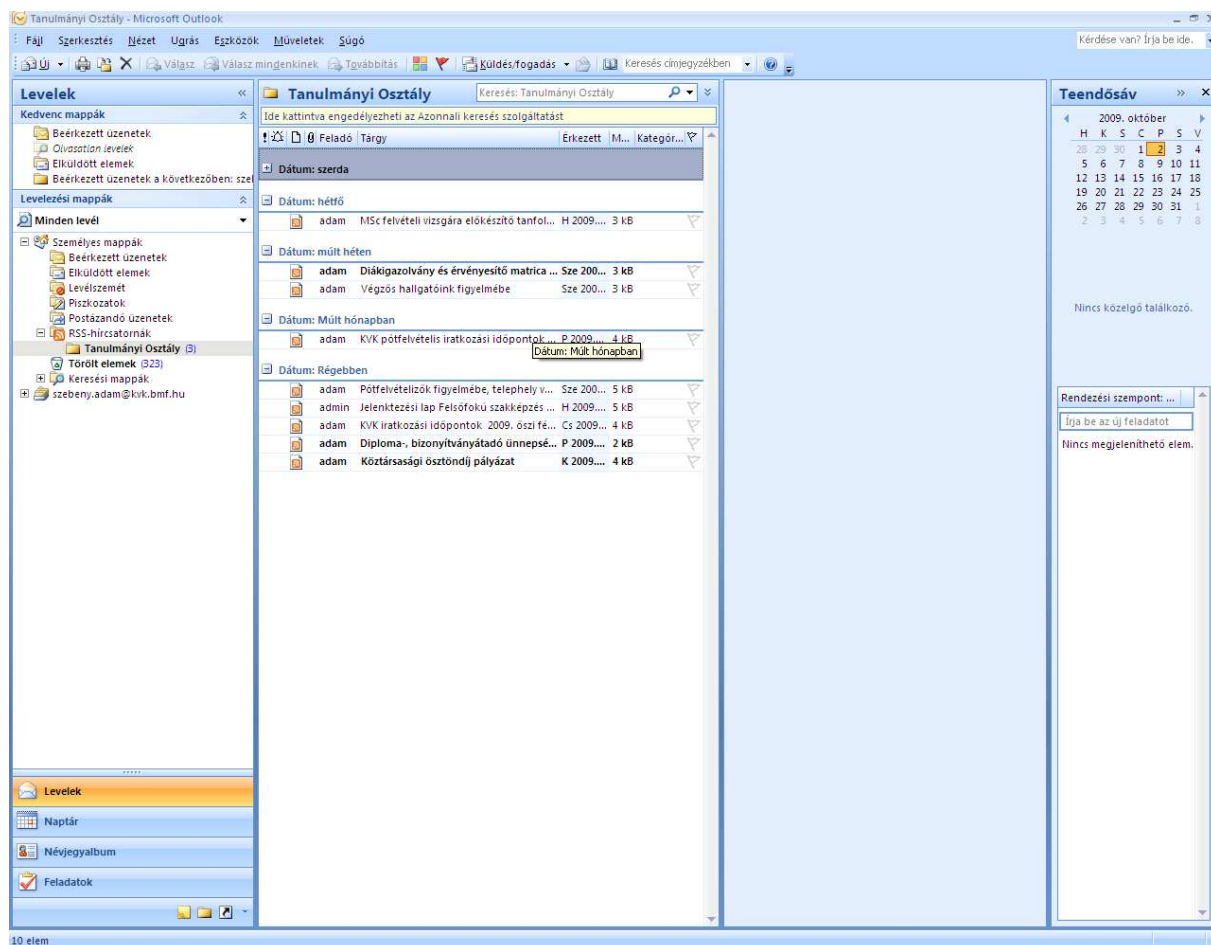 Tanulmányi Osztály - Microsoft Outlook
Fájl Szerkesztés Nézet Ugrás Eszközök Műveletek Súgó
Kérdése van? Írja be ide.
Új Válasz Válasz mindenkinek Továbbítás Küldés/fogadás Keresés címjegyzékben
Levelek
Kedvenc mappák
Beérkezett üzenetek
Olvasatlan levelek
Elküldött elemek
Beérkezett üzenetek a következőben: szel
Levelezési mappák
Minden levél
Személyes mappák
Beérkezett üzenetek
Elküldött elemek
Levélszemét
Piszkozatok
Postázandó üzenetek
RSS-hírcsatornák
Tanulmányi Osztály (3)
Törölt elemek (323)
Keresési mappák
szebeny.adam@kvk.bmf.hu
Levelek
Naptár
Névjegyalbum
Feladatok
10 elem
Tanulmányi Osztály
Keresés: Tanulmányi Osztály
Ide kattintva engedélyezheti az Azonnali keresés szolgáltatást
Feladó Tárgy Érkezett M... Kategór...
Dátum: szerda
Dátum: hétfő
adam MSc felvételi vizsgára előkészítő tanfol... H 2009.... 3 kB
Dátum: múlt héten
adam Diákigazolvány és érvényesítő matrica ... Sze 200... 3 kB
adam Végzős hallgatóink figyelmébe Sze 200... 3 kB
Dátum: Múlt hónapban
adam KVK pótfelvételis iratkozási időpontok ... P 2009.... 4 kB
Dátum: Múlt hónapban
Dátum: Régebben
adam Pótfelvételizők figyelmébe, telephely v... Sze 200... 5 kB
admin Jelenktezési lap Felsőfokú szakképzés ... H 2009.... 5 kB
adam KVK iratkozási időpontok 2009. őszi fé... Cs 2009... 4 kB
adam Diploma-, bizonyítványátadó ünnepsé... P 2009.... 2 kB
adam Köztársasági ösztöndíj pályázat K 2009.... 4 kB
Teendősáv
2009. október
H K S C P S V
28 29 30 1 2 3 4
5 6 7 8 9 10 11
12 13 14 15 16 17 18
19 20 21 22 23 24 25
26 27 28 29 30 31 1
2 3 4 5 6 7 8
Nincs közelgő találkozó.
Rendezési szempont: ...
Írja be az új feladatot
Nincs megjeleníthető elem.